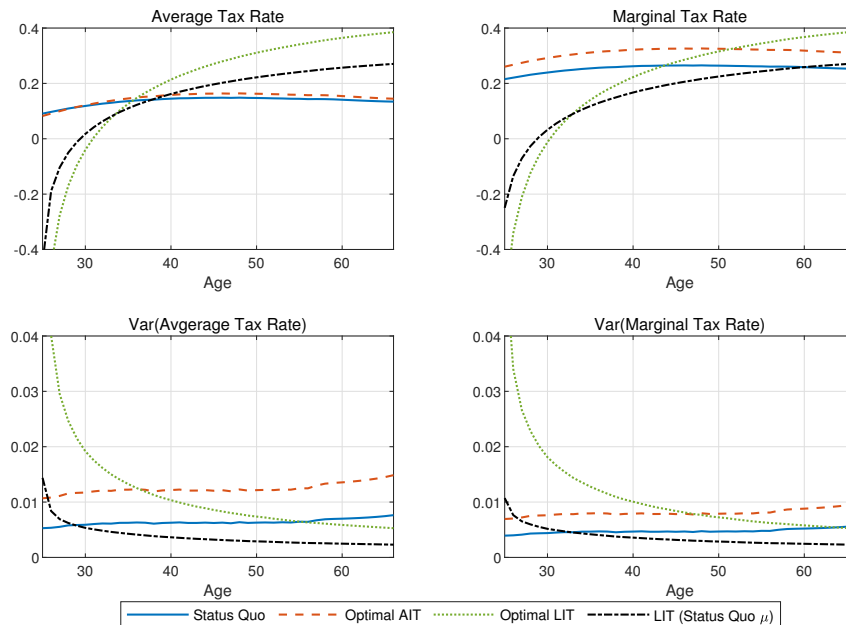 Average Tax Rate
0.4
0.2
0
-0.2
-0.4
30 40 50 60
Age
Marginal Tax Rate
0.4
0.2
0
-0.2
-0.4
30 40 50 60
Age
Var(Avgerage Tax Rate)
0.04
0.03
0.02
0.01
0
30 40 50 60
Age
Var(Marginal Tax Rate)
0.04
0.03
0.02
0.01
0
30 40 50 60
Age
Status Quo Optimal AIT Optimal LIT LIT (Status Quo μ)